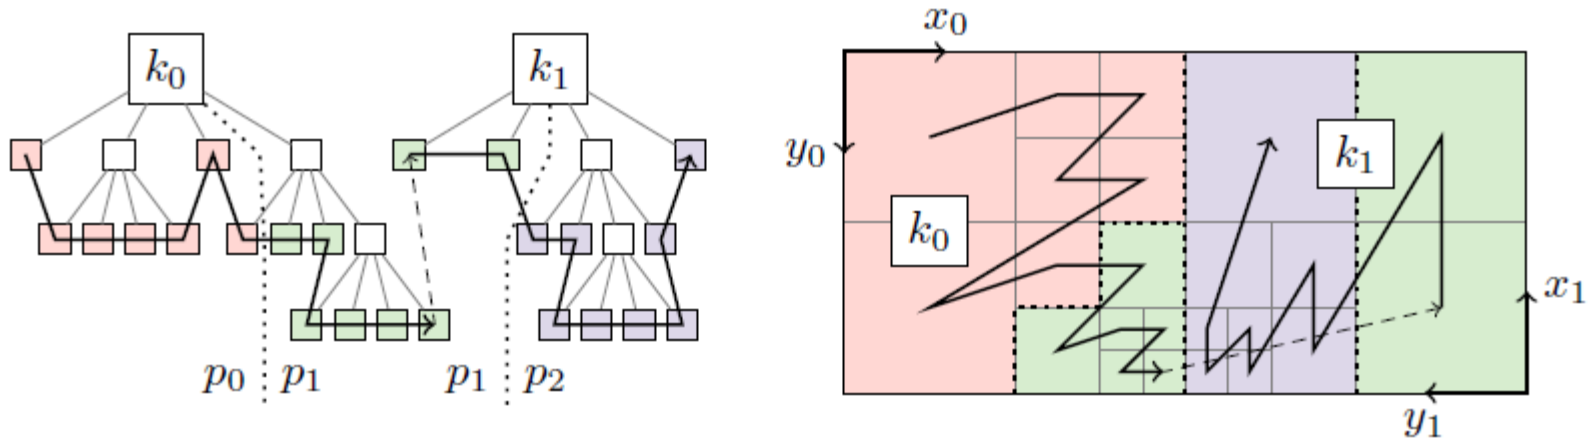 k₀ k₁
p₀ p₁ p₁ p₂
x₀
y₀
k₁
k₀
x₁
y₁